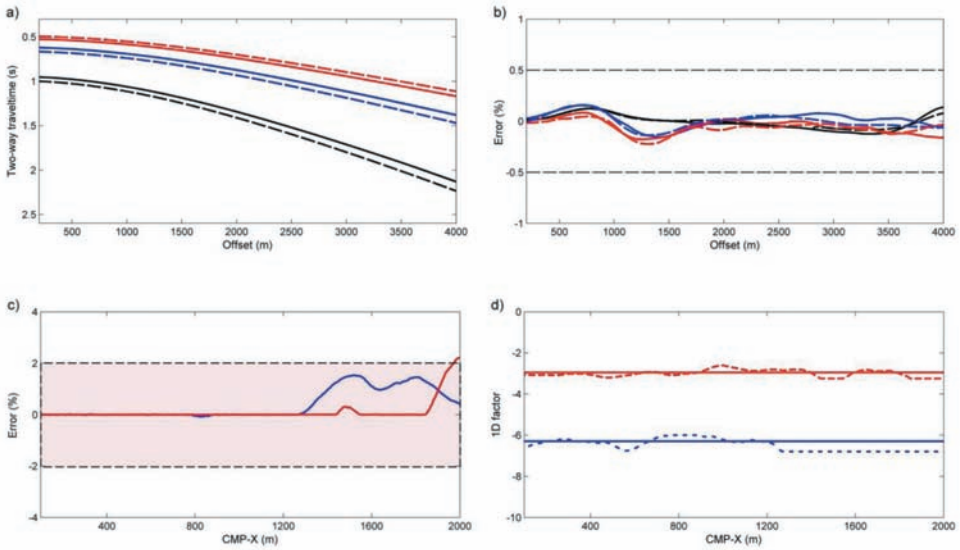 a)
0.5
1
1.5
2
2.5
Two-way traveltime (s)
500 1000 1500 2000 2500 3000 3500 4000
Offset (m)
b)
1
0.5
0
-0.5
-1
Error (%)
500 1000 1500 2000 2500 3000 3500 4000
Offset (m)
c)
4
2
0
-2
-4
Error (%)
400 800 1200 1600 2000
CMP-X (m)
d)
0
-2
-4
-6
-8
-10
1D factor
400 800 1200 1600 2000
CMP-X (m)